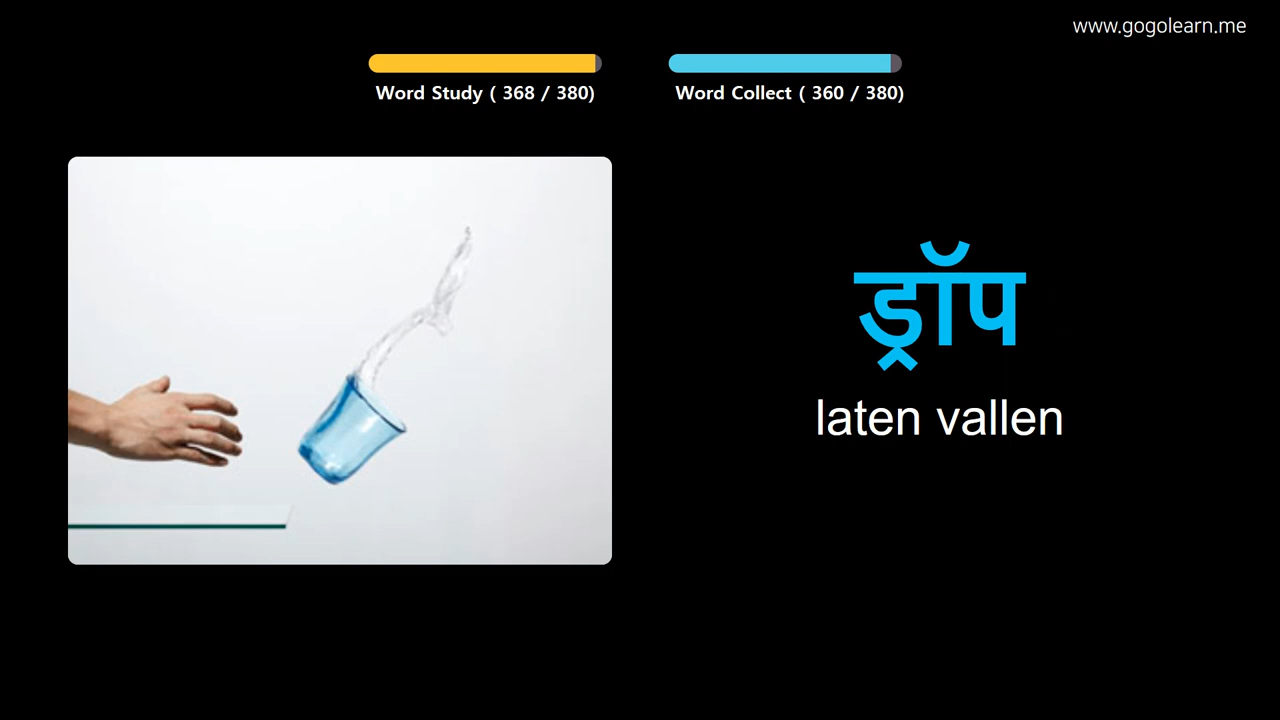 www.gogolearn.me
Word Study ( 368 / 380)
Word Collect ( 360 / 380)
ड्रॉप
laten vallen